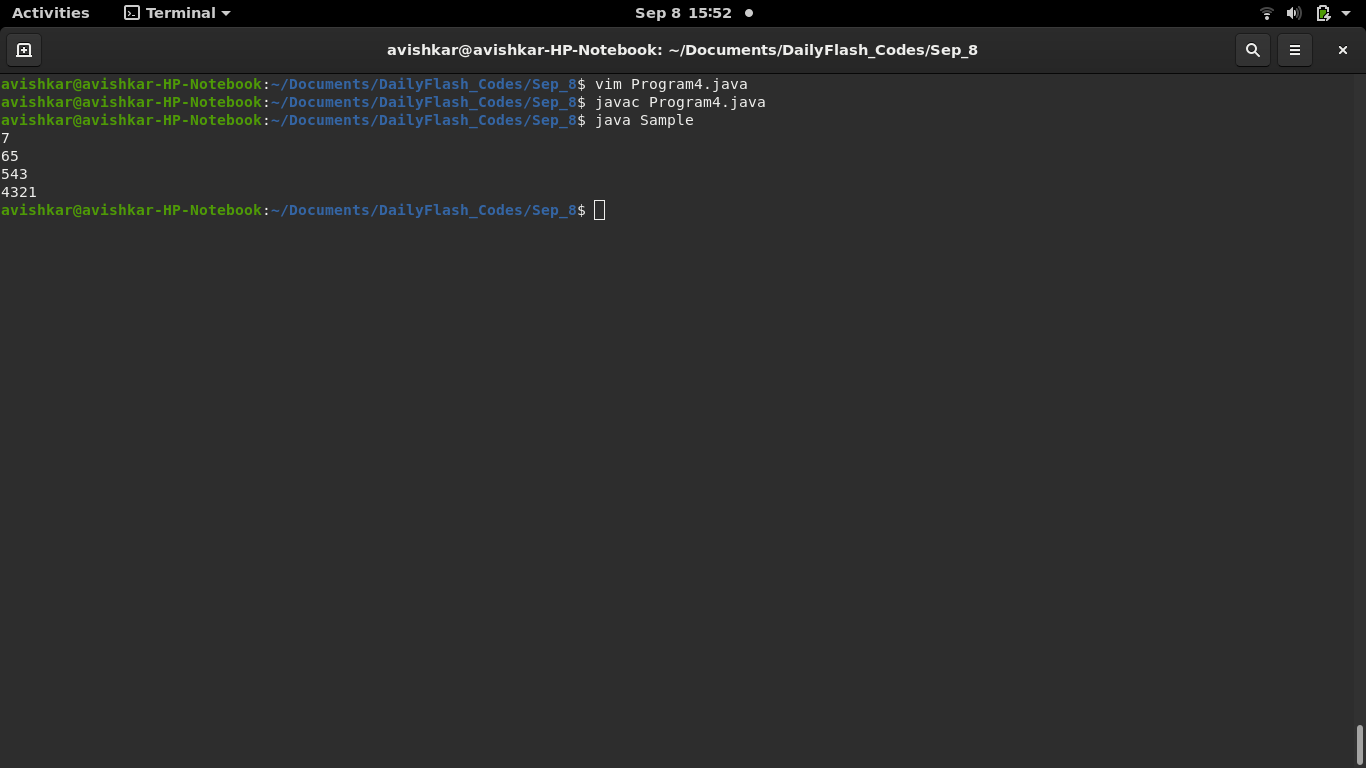 Activities Terminal Sep 8 15:52
avishkar@avishkar-HP-Notebook: ~/Documents/DailyFlash_Codes/Sep_8
avishkar@avishkar-HP-Notebook:~/Documents/DailyFlash_Codes/Sep_8$ vim Program4.java
avishkar@avishkar-HP-Notebook:~/Documents/DailyFlash_Codes/Sep_8$ javac Program4.java
avishkar@avishkar-HP-Notebook:~/Documents/DailyFlash_Codes/Sep_8$ java Sample
7
65
543
4321
avishkar@avishkar-HP-Notebook:~/Documents/DailyFlash_Codes/Sep_8$